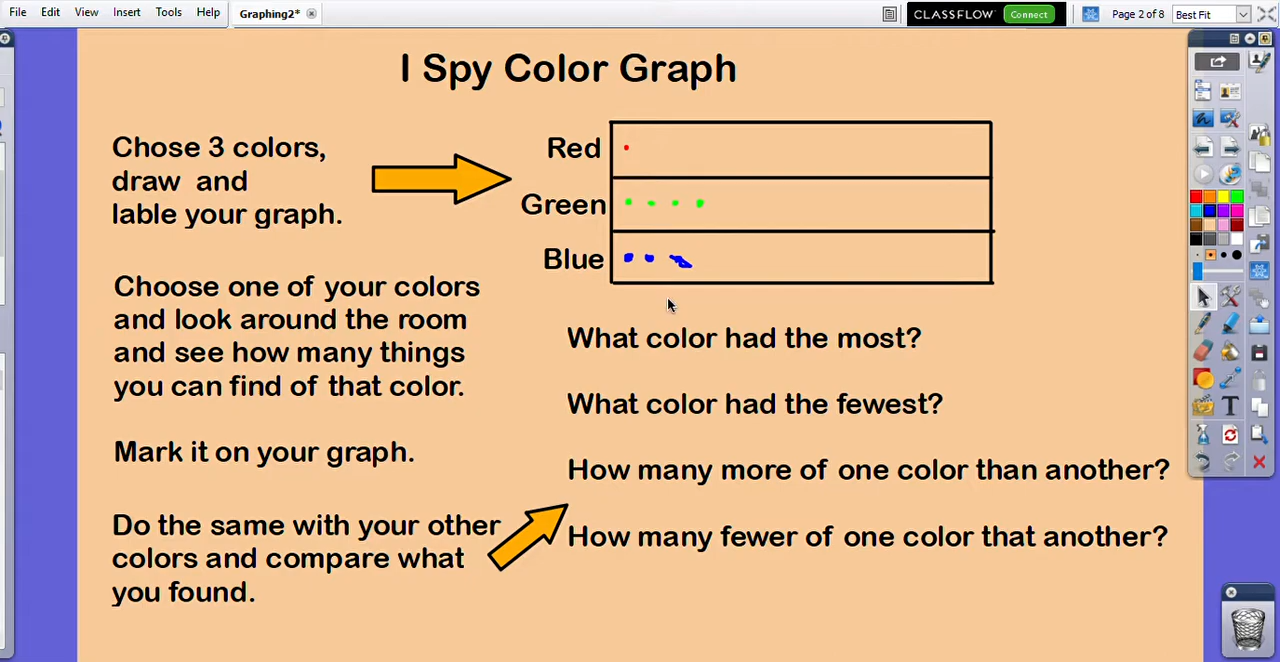 File Edit View Insert Tools Help Graphing2* CLASSFLOW Connect Page 2 of 8 Best Fit
I Spy Color Graph
Chose 3 colors,
draw and
lable your graph.
Red
Green
Blue
Choose one of your colors
and look around the room
and see how many things
you can find of that color.
Mark it on your graph.
Do the same with your other
colors and compare what
you found.
What color had the most?
What color had the fewest?
How many more of one color than another?
How many fewer of one color that another?
T